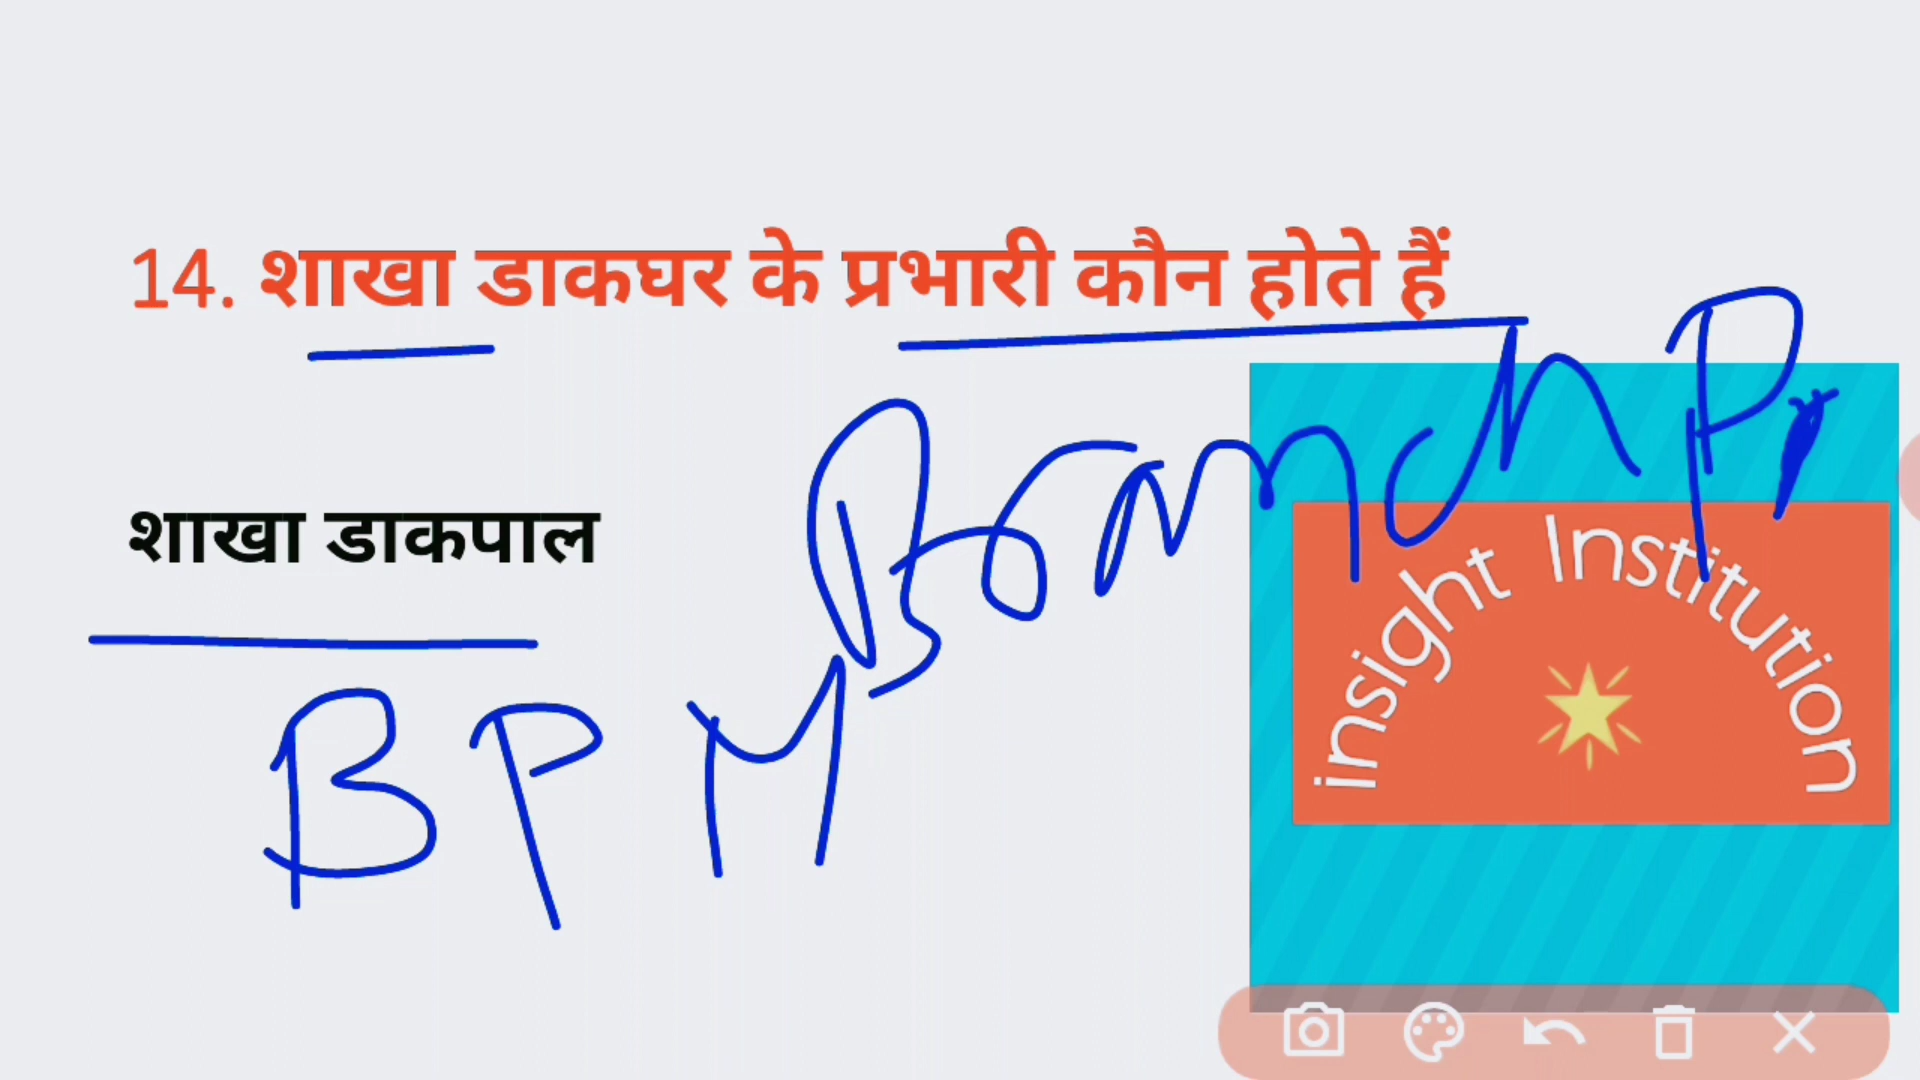 14. शाखा डाकघर के प्रभारी कौन होते हैं
शाखा डाकपाल
Branch P
BPM
insight Institution